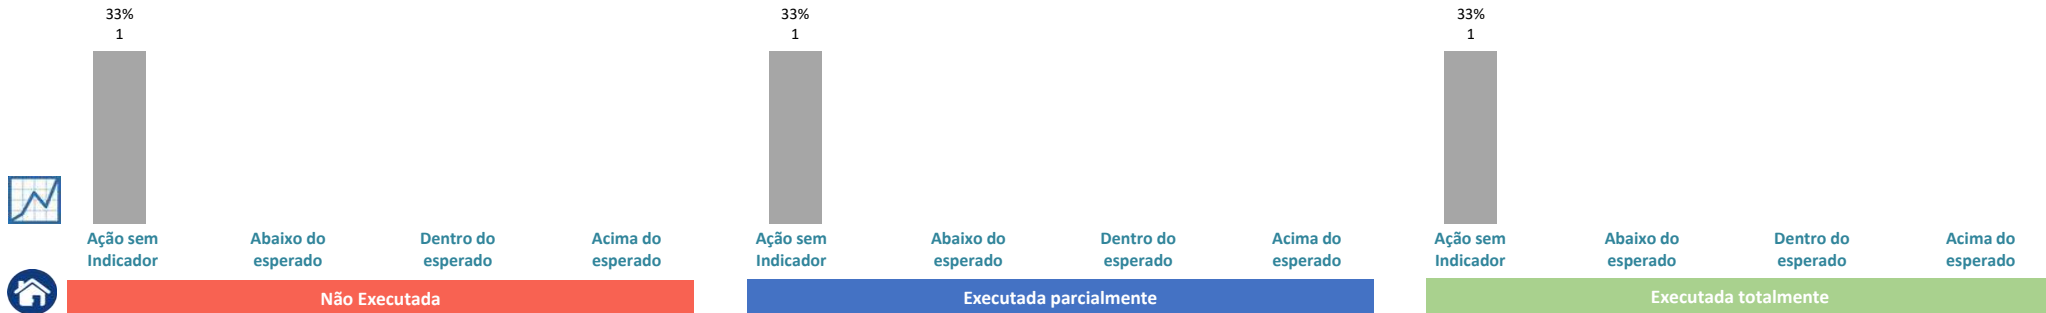 33%
1
33%
1
33%
1
Ação sem
Indicador
Abaixo do
esperado
Dentro do
esperado
Acima do
esperado
Ação sem
Indicador
Abaixo do
esperado
Dentro do
esperado
Acima do
esperado
Ação sem
Indicador
Abaixo do
esperado
Dentro do
esperado
Acima do
esperado
Não Executada
Executada parcialmente
Executada totalmente